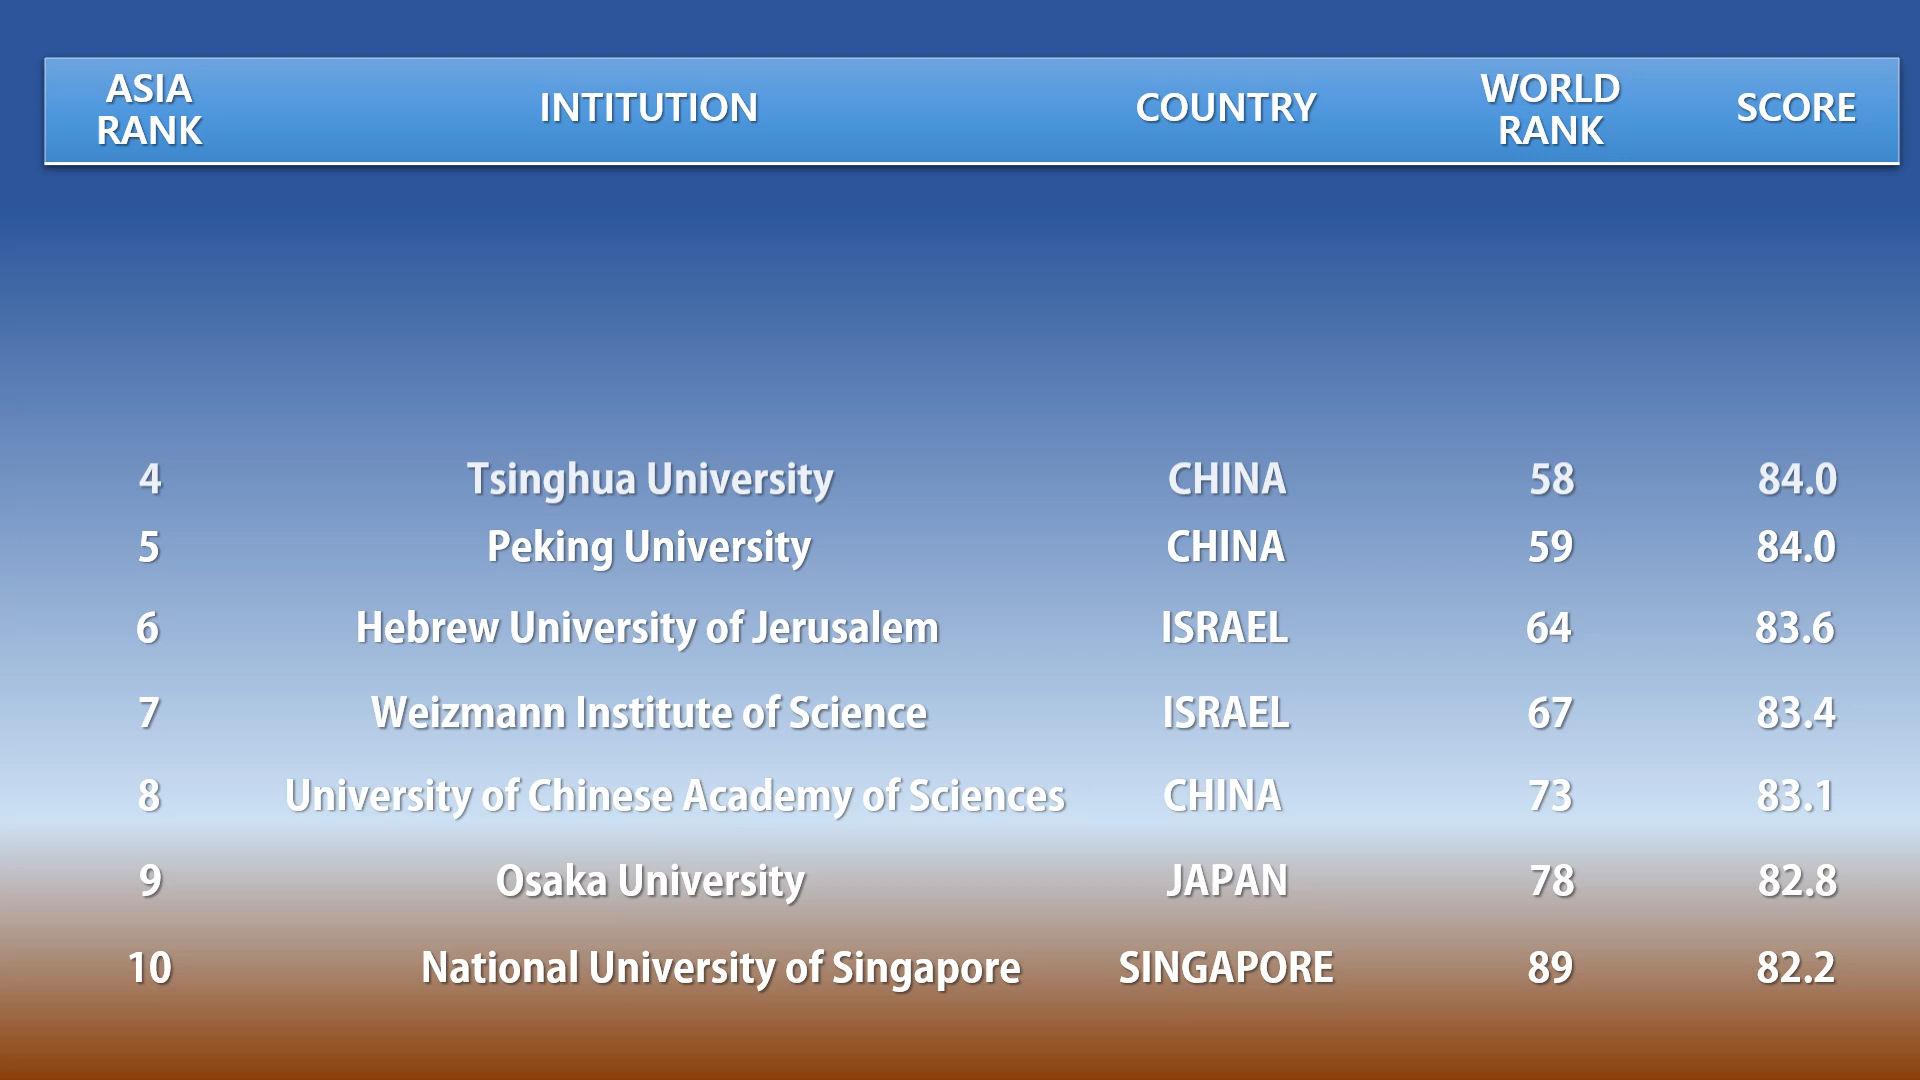 ASIA RANK INTITUTION COUNTRY WORLD RANK SCORE
4 Tsinghua University CHINA 58 84.0
5 Peking University CHINA 59 84.0
6 Hebrew University of Jerusalem ISRAEL 64 83.6
7 Weizmann Institute of Science ISRAEL 67 83.4
8 University of Chinese Academy of Sciences CHINA 73 83.1
9 Osaka University JAPAN 78 82.8
10 National University of Singapore SINGAPORE 89 82.2